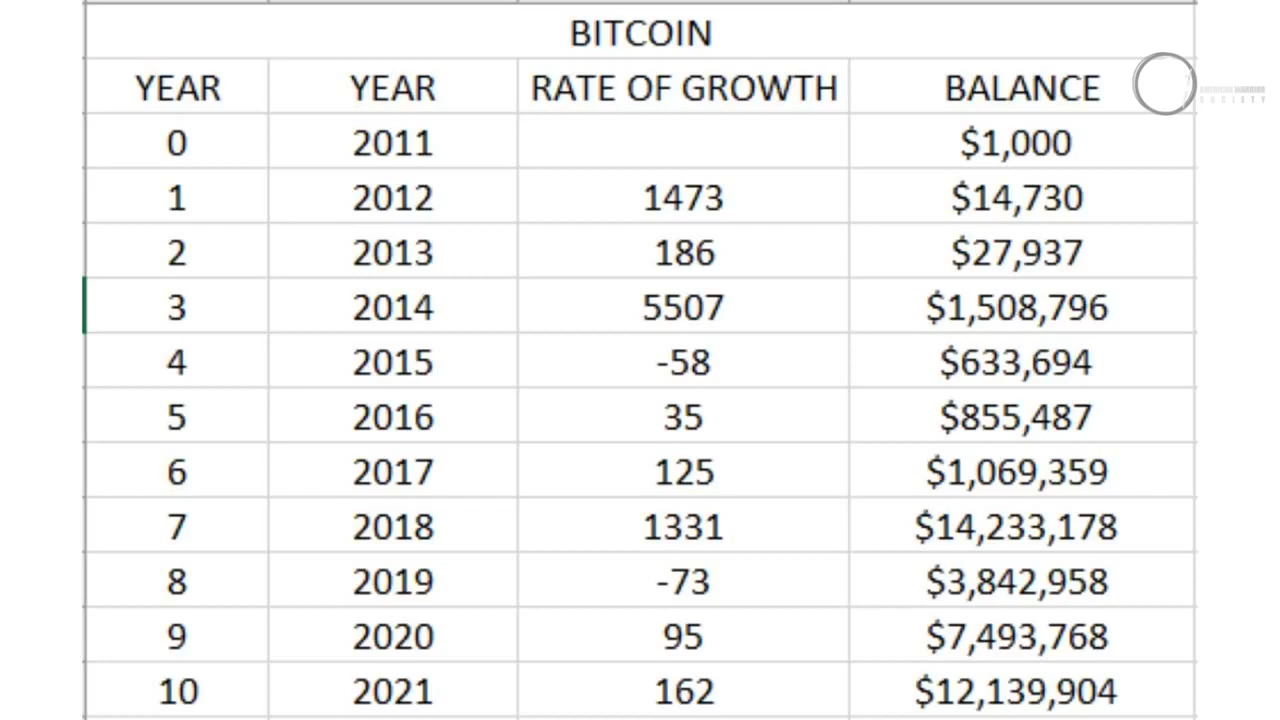 BITCOIN
YEAR YEAR RATE OF GROWTH BALANCE
0 2011 $1,000
1 2012 1473 $14,730
2 2013 186 $27,937
3 2014 5507 $1,508,796
4 2015 -58 $633,694
5 2016 35 $855,487
6 2017 125 $1,069,359
7 2018 1331 $14,233,178
8 2019 -73 $3,842,958
9 2020 95 $7,493,768
10 2021 162 $12,139,904
AMERICAN WARRIOR
SOCIETY